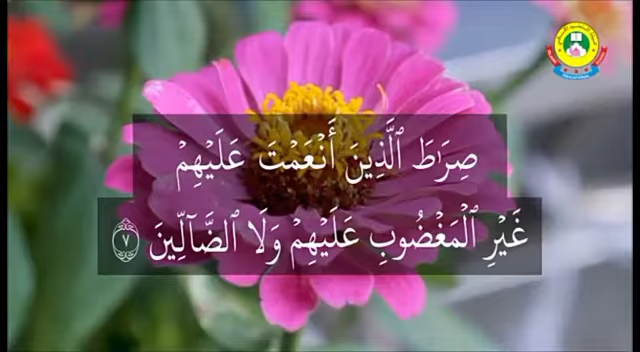 صِرَٰطَ ٱلَّذِينَ أَنْعَمْتَ عَلَيْهِمْ
غَيْرِ ٱلْمَغْضُوبِ عَلَيْهِمْ وَلَا ٱلضَّآلِّينَ ٧